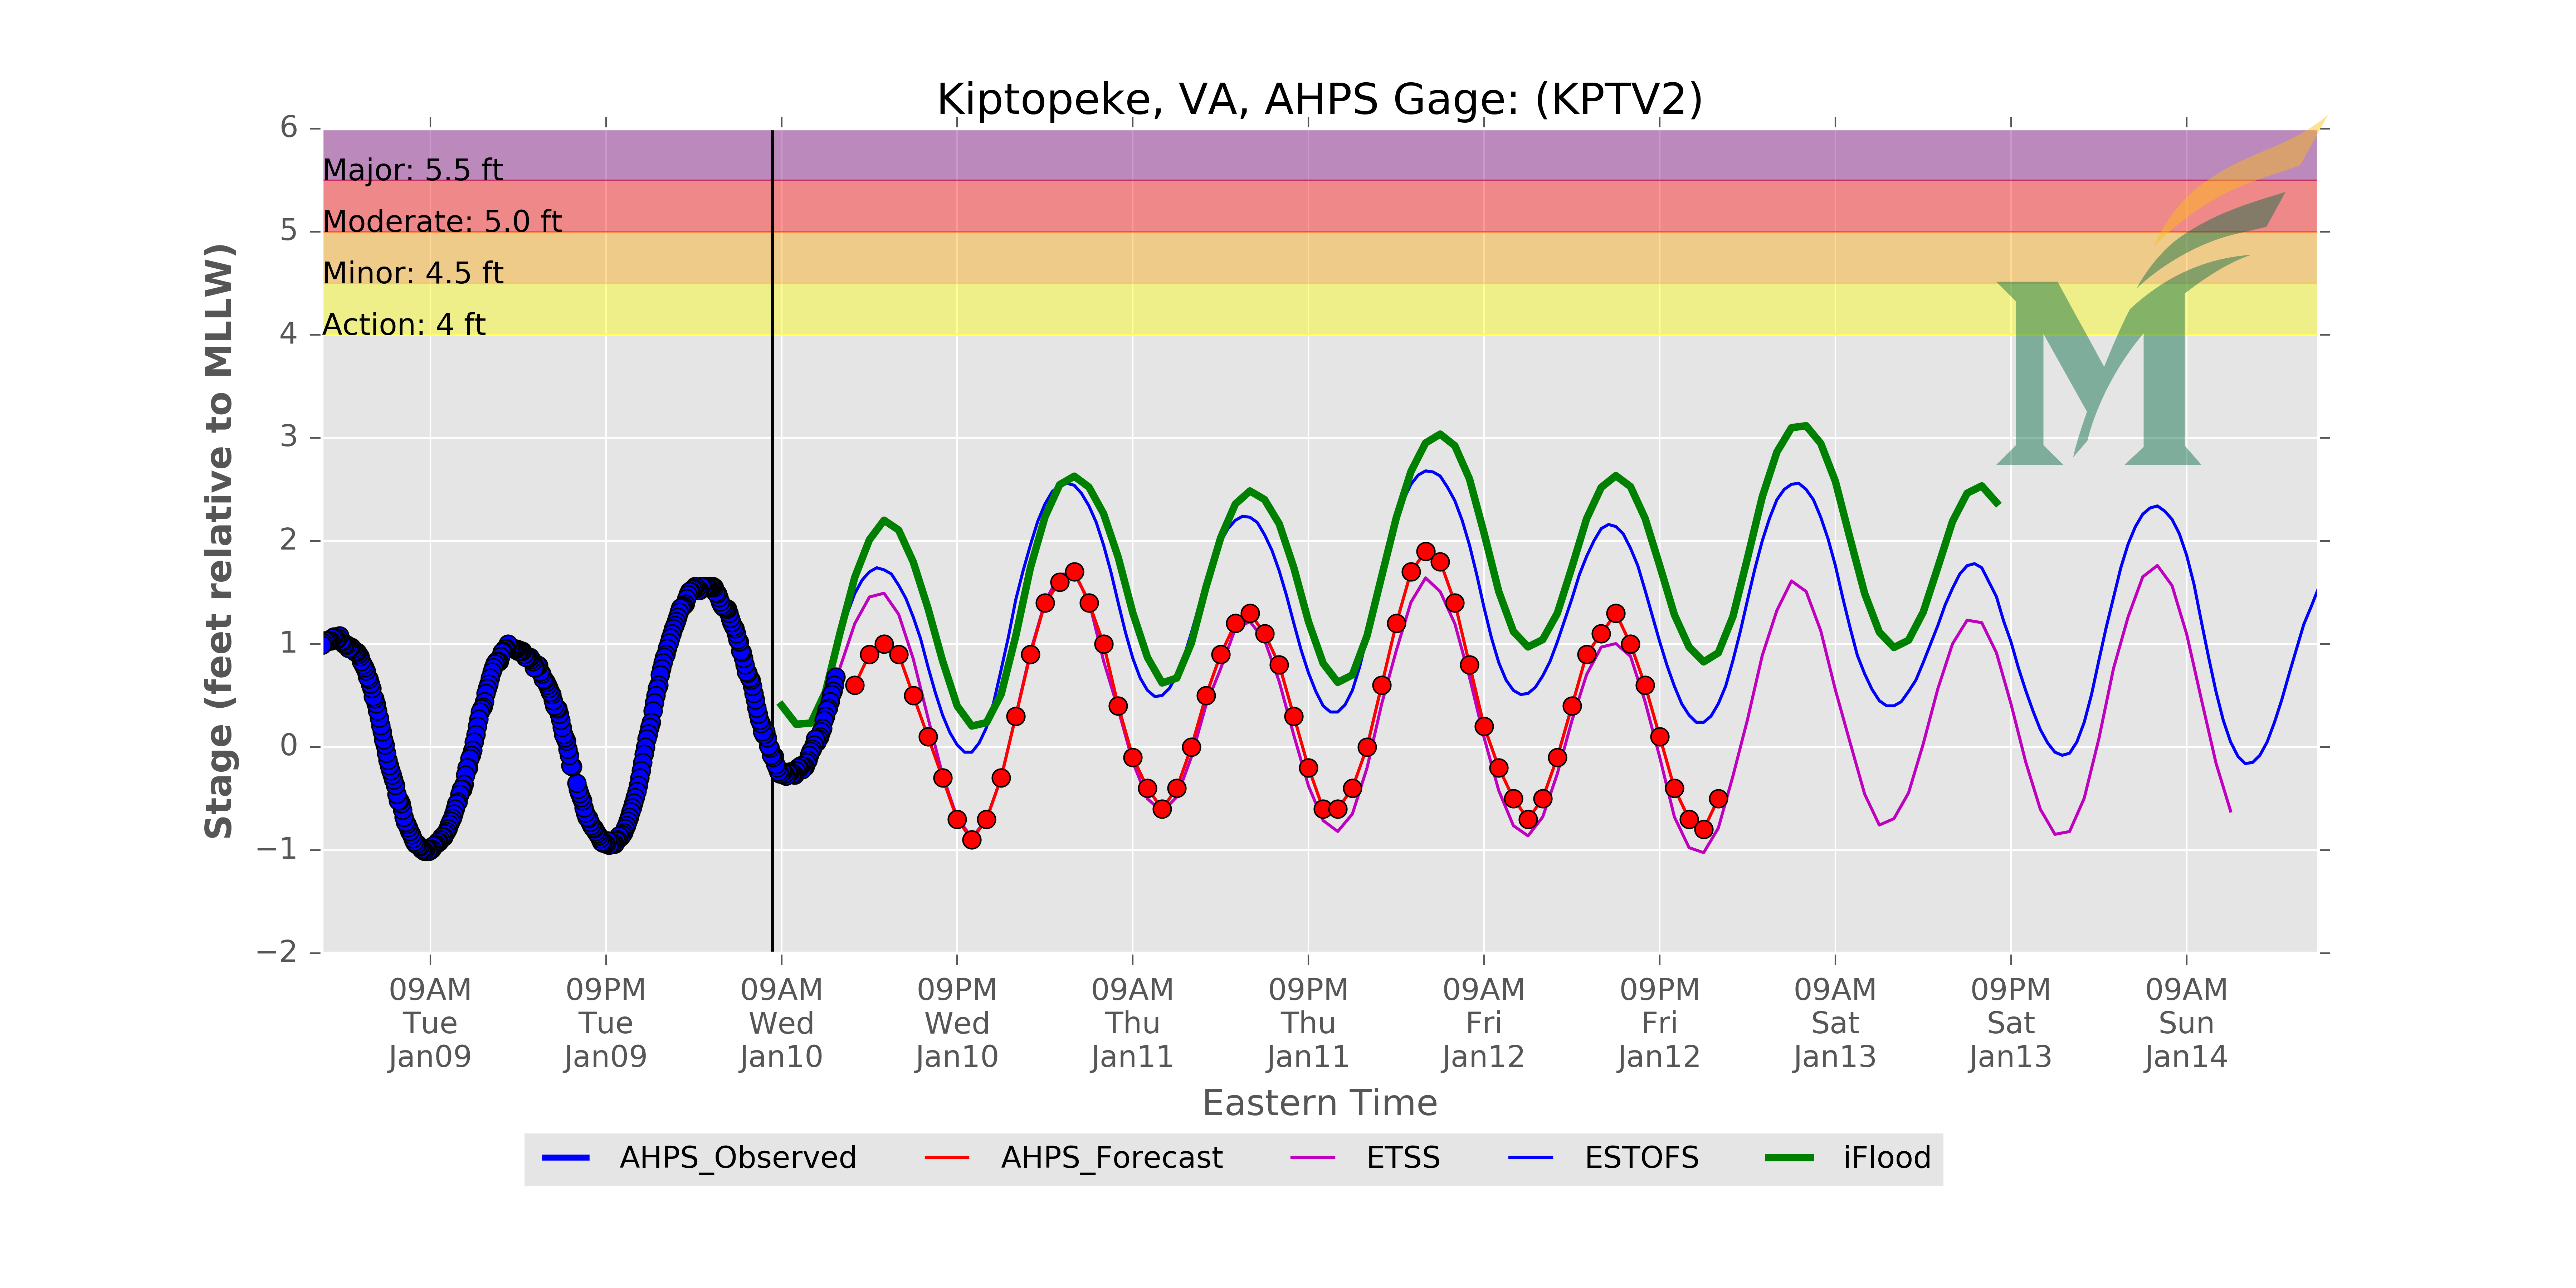 Kiptopeke, VA, AHPS Gage: (KPTV2)
6
5
4
3
2
1
0
−1
−2
Stage (feet relative to MLLW)
Major: 5.5 ft
Moderate: 5.0 ft
Minor: 4.5 ft
Action: 4 ft
M
09AM 09PM 09AM 09PM 09AM 09PM 09AM 09PM 09AM 09PM 09AM
Tue Tue Wed Wed Thu Thu Fri Fri Sat Sat Sun
Jan09 Jan09 Jan10 Jan10 Jan11 Jan11 Jan12 Jan12 Jan13 Jan13 Jan14
Eastern Time
AHPS_Observed AHPS_Forecast ETSS ESTOFS iFlood